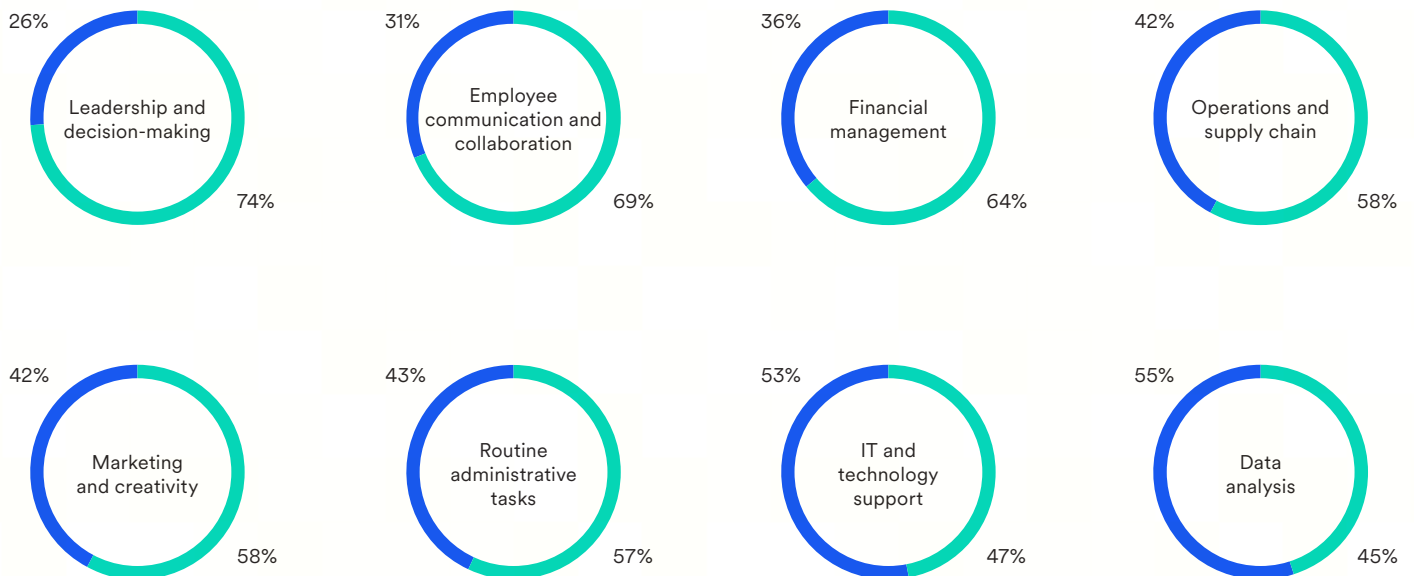 26%
Leadership and
decision-making
74%
31%
Employee
communication and
collaboration
69%
36%
Financial
management
64%
42%
Operations and
supply chain
58%
42%
Marketing
and creativity
58%
43%
Routine
administrative
tasks
57%
53%
IT and
technology
support
47%
55%
Data
analysis
45%